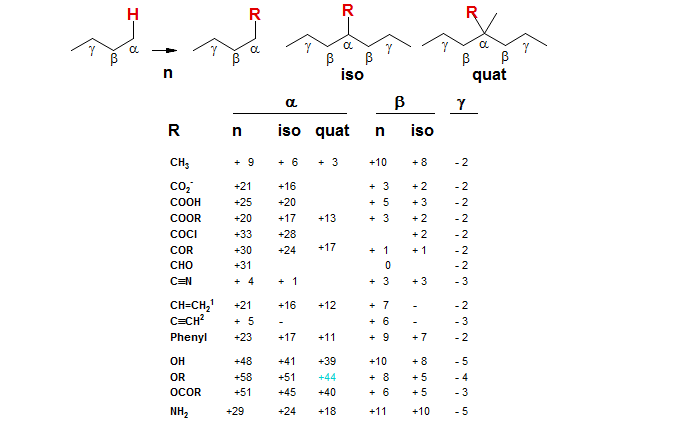 H R R R
γ β α γ β α γ β α β γ γ β α β γ
n iso quat
α β γ
R n iso quat n iso
CH₃ + 9 + 6 + 3 +10 + 8 - 2
CO₂⁻ +21 +16 + 3 + 2 - 2
COOH +25 +20 + 5 + 3 - 2
COOR +20 +17 +13 + 3 + 2 - 2
COCl +33 +28 + 2 - 2
COR +30 +24 +17 + 1 + 1 - 2
CHO +31 0 - 2
C≡N + 4 + 1 + 3 + 3 - 3
CH=CH₂¹ +21 +16 +12 + 7 - - 2
C≡CH² + 5 - + 6 - - 3
Phenyl +23 +17 +11 + 9 + 7 - 2
OH +48 +41 +39 +10 + 8 - 5
OR +58 +51 +44 + 8 + 5 - 4
OCOR +51 +45 +40 + 6 + 5 - 3
NH₂ +29 +24 +18 +11 +10 - 5